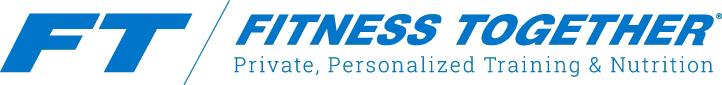 FT
FITNESS TOGETHER®
Private, Personalized Training & Nutrition